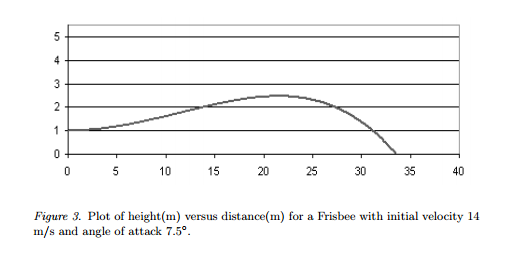 5
4
3
2
1
0
0 5 10 15 20 25 30 35 40
Figure 3. Plot of height(m) versus distance(m) for a Frisbee with initial velocity 14
m/s and angle of attack 7.5°.